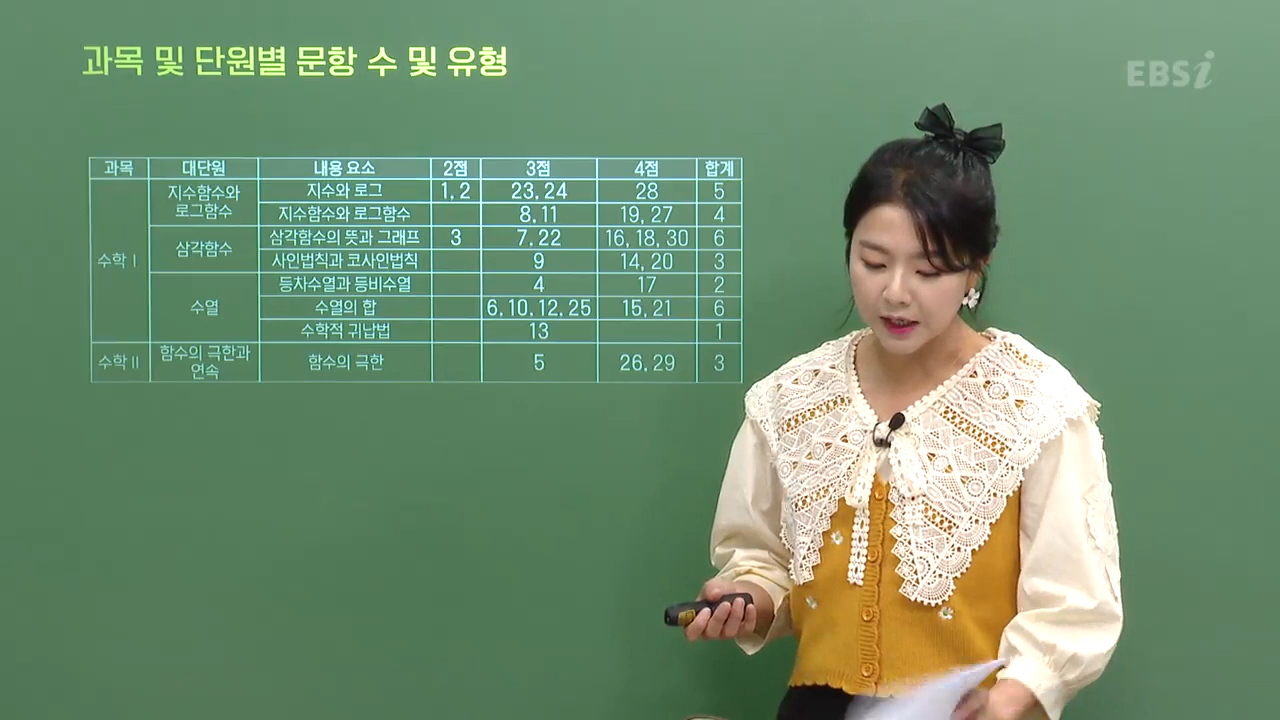 과목 및 단원별 문항 수 및 유형
EBSi
과목 대단원 내용 요소 2점 3점 4점 합계
수학Ⅰ 지수함수와 로그함수 지수와 로그 1, 2 23, 24 28 5
지수함수와 로그함수 8, 11 19, 27 4
삼각함수 삼각함수의 뜻과 그래프 3 7, 22 16, 18, 30 6
사인법칙과 코사인법칙 9 14, 20 3
수열 등차수열과 등비수열 4 17 2
수열의 합 6, 10, 12, 25 15, 21 6
수학적 귀납법 13 1
수학Ⅱ 함수의 극한과 연속 함수의 극한 5 26, 29 3